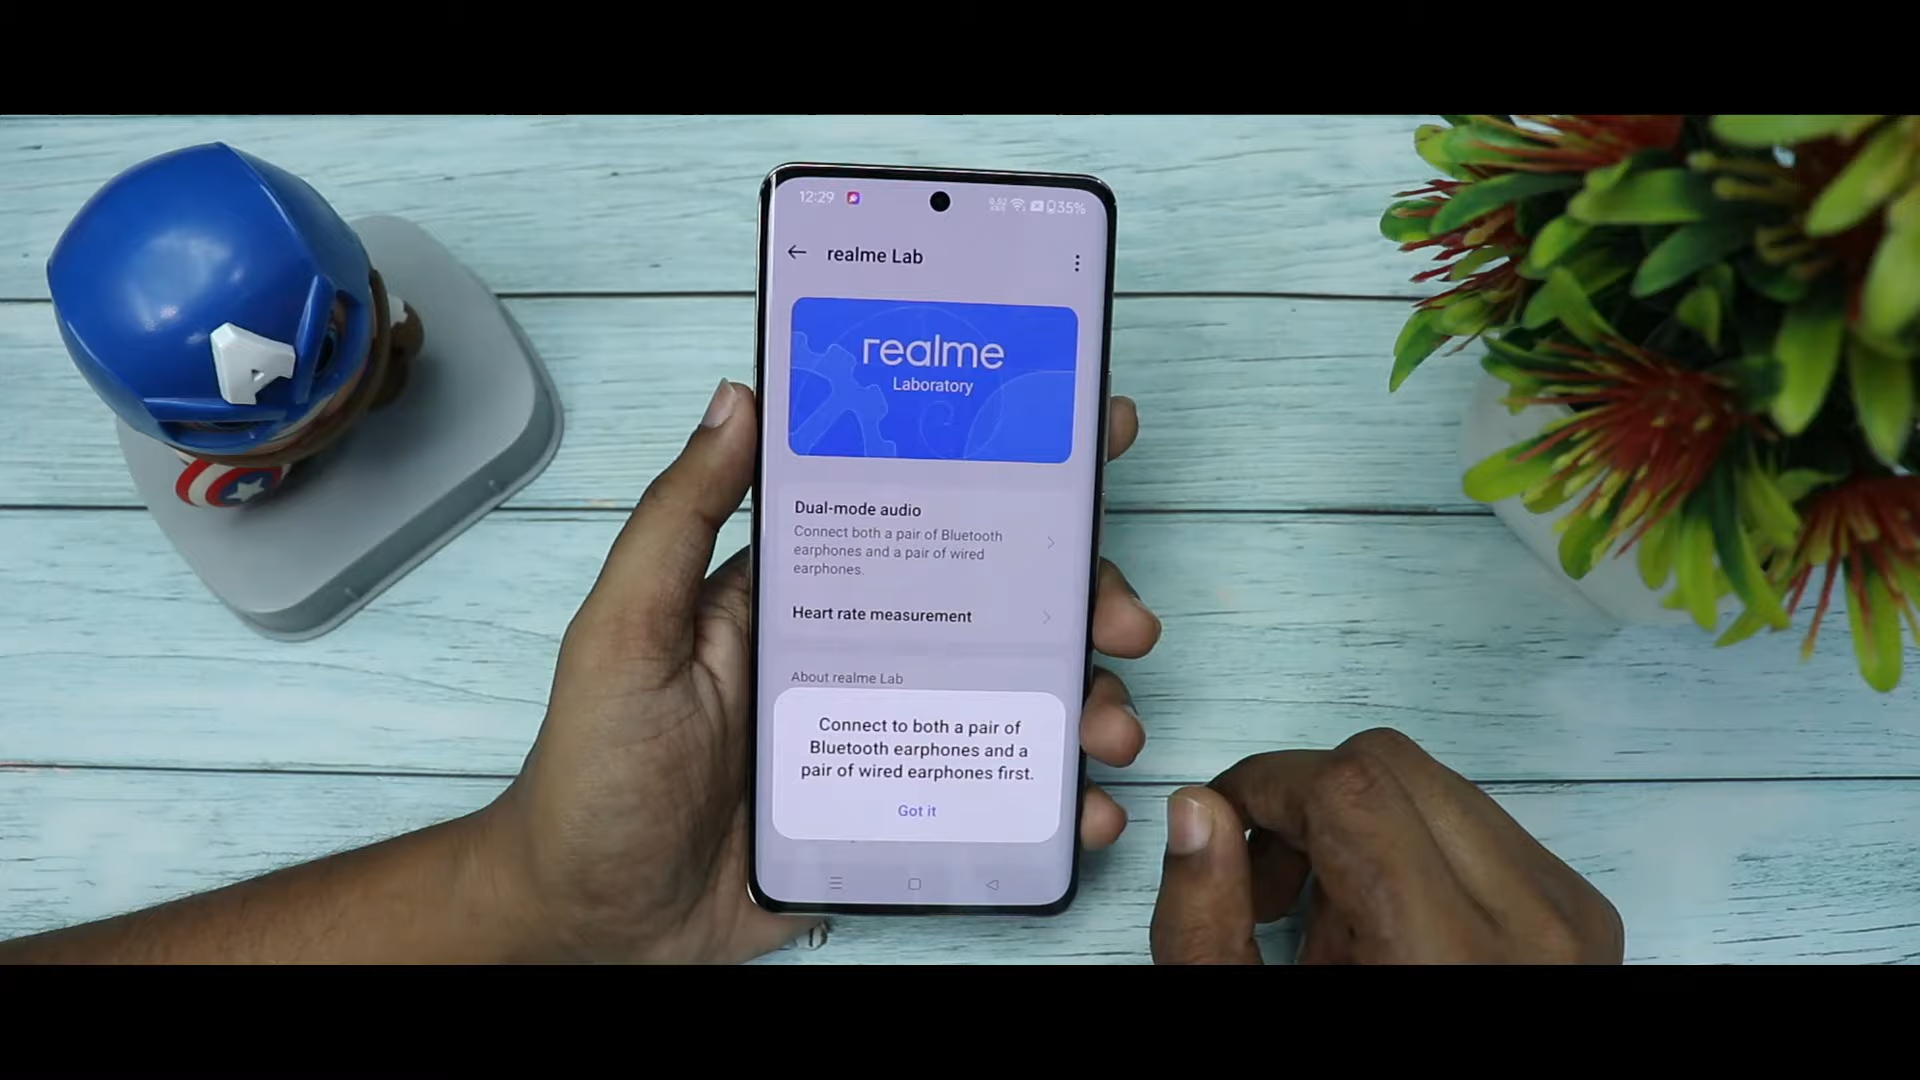 12:29
35%
realme Lab
realme
Laboratory
Dual-mode audio
Connect both a pair of Bluetooth
earphones and a pair of wired
earphones.
Heart rate measurement
About realme Lab
Connect to both a pair of
Bluetooth earphones and a
pair of wired earphones first.
Got it
A